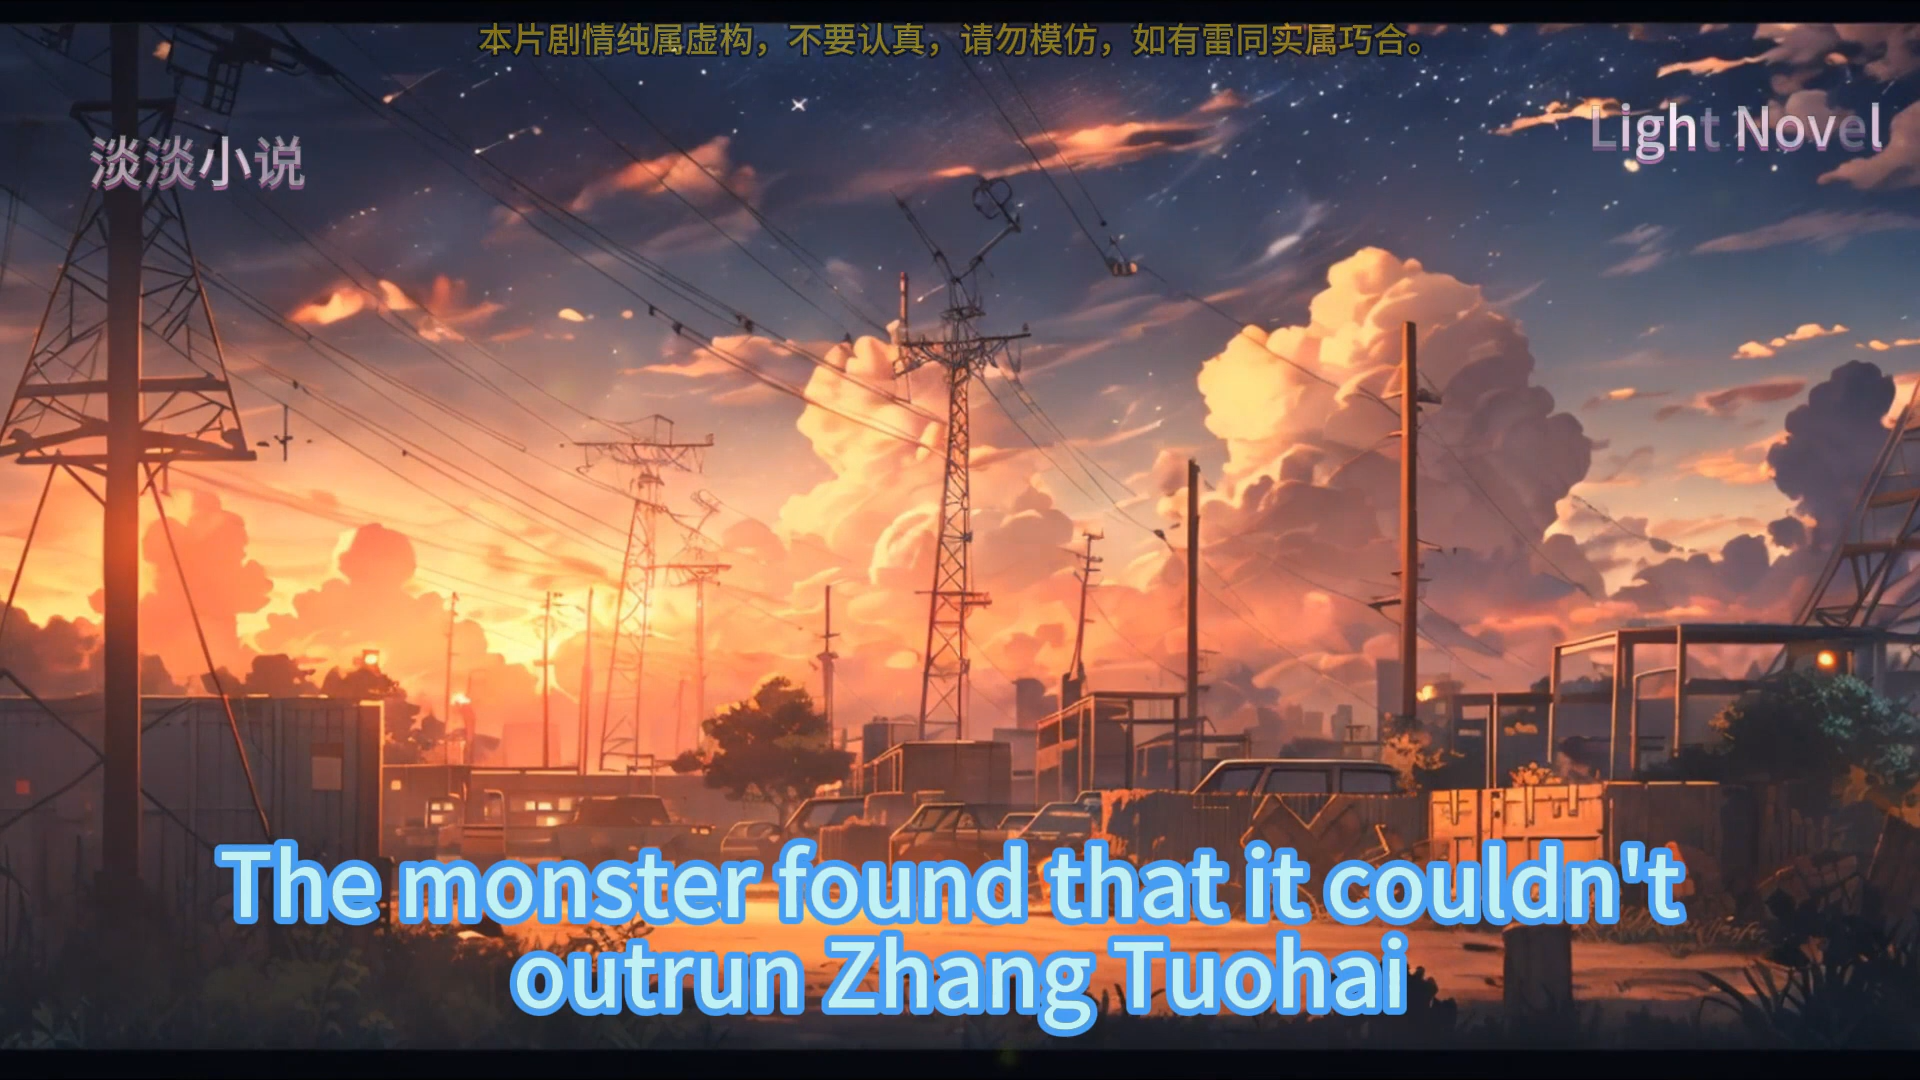 本片剧情纯属虚构，不要认真，请勿模仿，如有雷同实属巧合。
淡淡小说
Light Novel
The monster found that it couldn't
outrun Zhang Tuohai